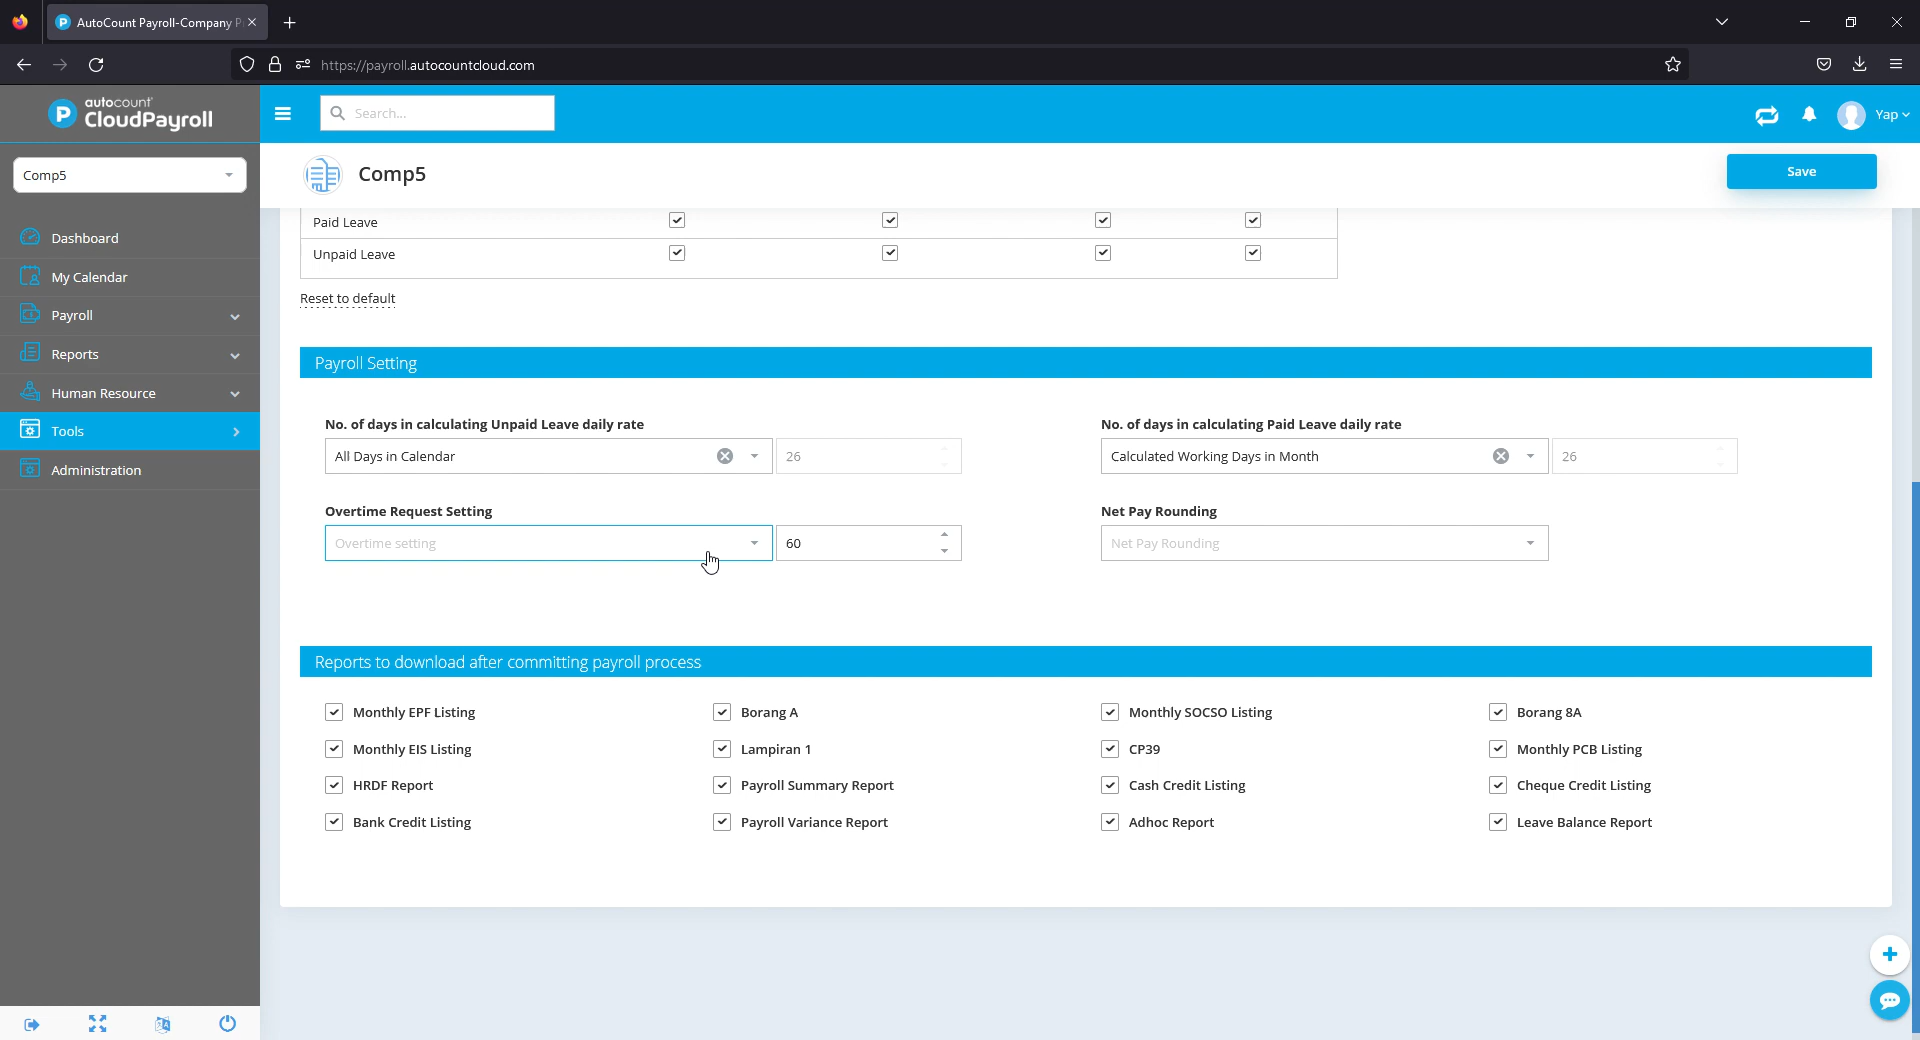 AutoCount Payroll-Company P
https://payroll.autocountcloud.com
autocount
CloudPayroll
Search...
Yap
Comp5
Comp5
Save
Dashboard
My Calendar
Payroll
Reports
Human Resource
Tools
Administration
Paid Leave
Unpaid Leave
Reset to default
Payroll Setting
No. of days in calculating Unpaid Leave daily rate
No. of days in calculating Paid Leave daily rate
All Days in Calendar
26
Calculated Working Days in Month
26
Overtime Request Setting
Net Pay Rounding
Overtime setting
60
Net Pay Rounding
Reports to download after committing payroll process
Monthly EPF Listing
Borang A
Monthly SOCSO Listing
Borang 8A
Monthly EIS Listing
Lampiran 1
CP39
Monthly PCB Listing
HRDF Report
Payroll Summary Report
Cash Credit Listing
Cheque Credit Listing
Bank Credit Listing
Payroll Variance Report
Adhoc Report
Leave Balance Report